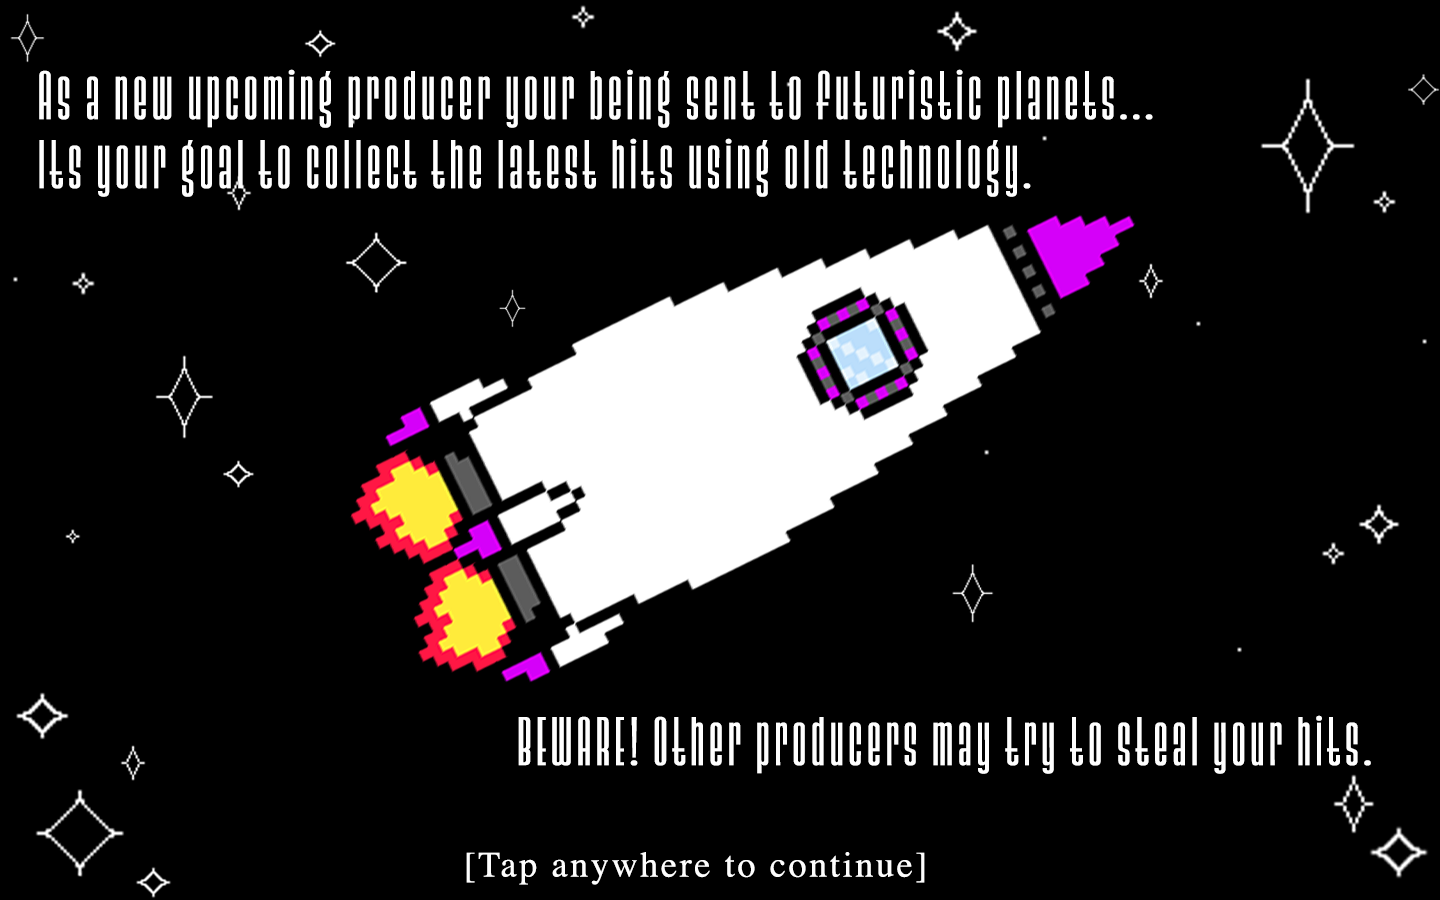 As a new upcoming producer your being sent to futuristic planets...
Its your goal to collect the latest hits using old technology.
BEWARE! Other producers may try to steal your hits.
[Tap anywhere to continue]